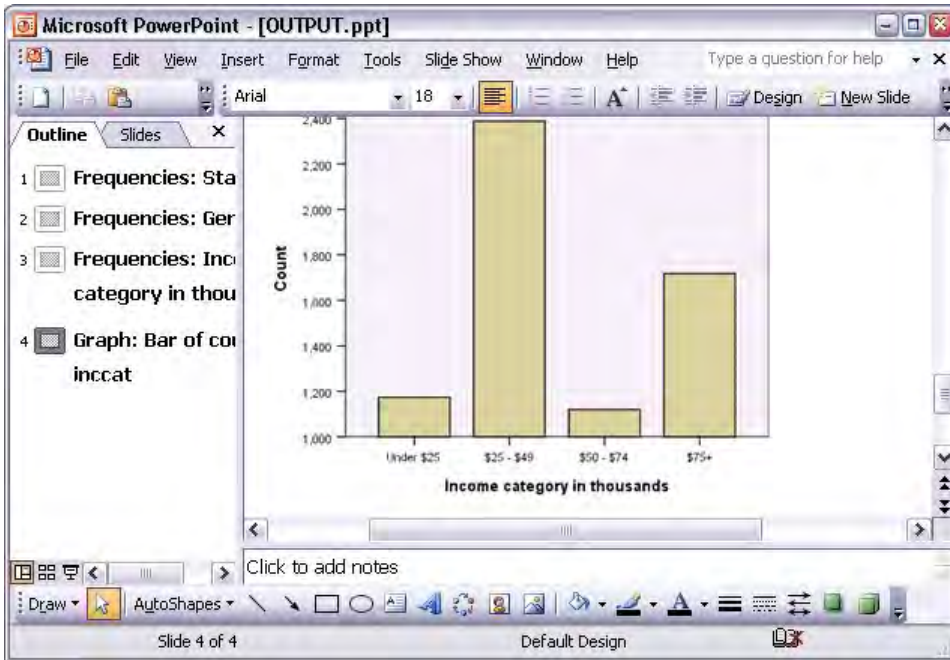 Microsoft PowerPoint - [OUTPUT.ppt]
File Edit View Insert Format Tools Slide Show Window Help Type a question for help
Arial 18 A Design New Slide
Outline Slides
1 Frequencies: Sta
2 Frequencies: Ger
3 Frequencies: Inc
category in thou
4 Graph: Bar of cou
inccat
2,400
2,200
2,000
1,800
1,600
1,400
1,200
1,000
Count
Under $25 $25 - $49 $50 - $74 $75+
Income category in thousands
Click to add notes
Draw AutoShapes A
Slide 4 of 4 Default Design